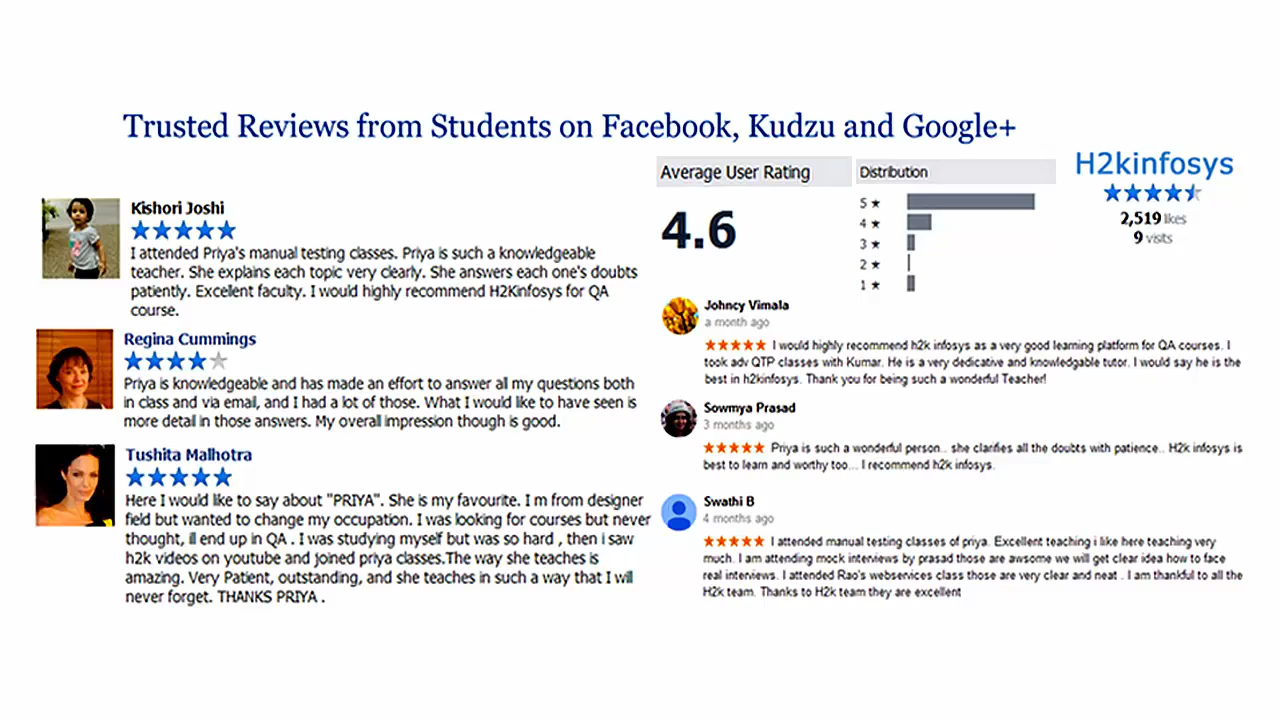 Trusted Reviews from Students on Facebook, Kudzu and Google+
Kishori Joshi
I attended Priya's manual testing classes. Priya is such a knowledgeable
teacher. She explains each topic very clearly. She answers each one's doubts
patiently. Excellent faculty. I would highly recommend H2Kinfosys for QA
course.
Regina Cummings
Priya is knowledgeable and has made an effort to answer all my questions both
in class and via email, and I had a lot of those. What I would like to have seen is
more detail in those answers. My overall impression though is good.
Tushita Malhotra
Here I would like to say about "PRIYA". She is my favourite. I m from designer
field but wanted to change my occupation. I was looking for courses but never
thought, ill end up in QA . I was studying myself but was so hard , then i saw
h2k videos on youtube and joined priya classes.The way she teaches is
amazing. Very Patient, outstanding, and she teaches in such a way that I will
never forget. THANKS PRIYA .
Average User Rating
4.6
Distribution
5 ★
4 ★
3 ★
2 ★
1 ★
H2kinfosys
2,519 likes
9 visits
Johncy Vimala
a month ago
★★★★★ I would highly recommend h2k infosys as a very good learning platform for QA courses. I
took adv QTP classes with Kumar. He is a very dedicative and knowledgable tutor. I would say he is the
best in h2kinfosys. Thank you for being such a wonderful Teacher!
Sowmya Prasad
3 months ago
★★★★★ Priya is such a wonderful person.. she clarifies all the doubts with patience.. H2k infosys is
best to learn and worthy too... I recommend h2k infosys.
Swathi B
4 months ago
★★★★★ I attended manual testing classes of priya. Excellent teaching i like here teaching very
much. I am attending mock interviews by prasad those are awsome we will get clear idea how to face
real interviews. I attended Rao's webservices class those are very clear and neat . I am thankful to all the
H2k team. Thanks to H2k team they are excellent